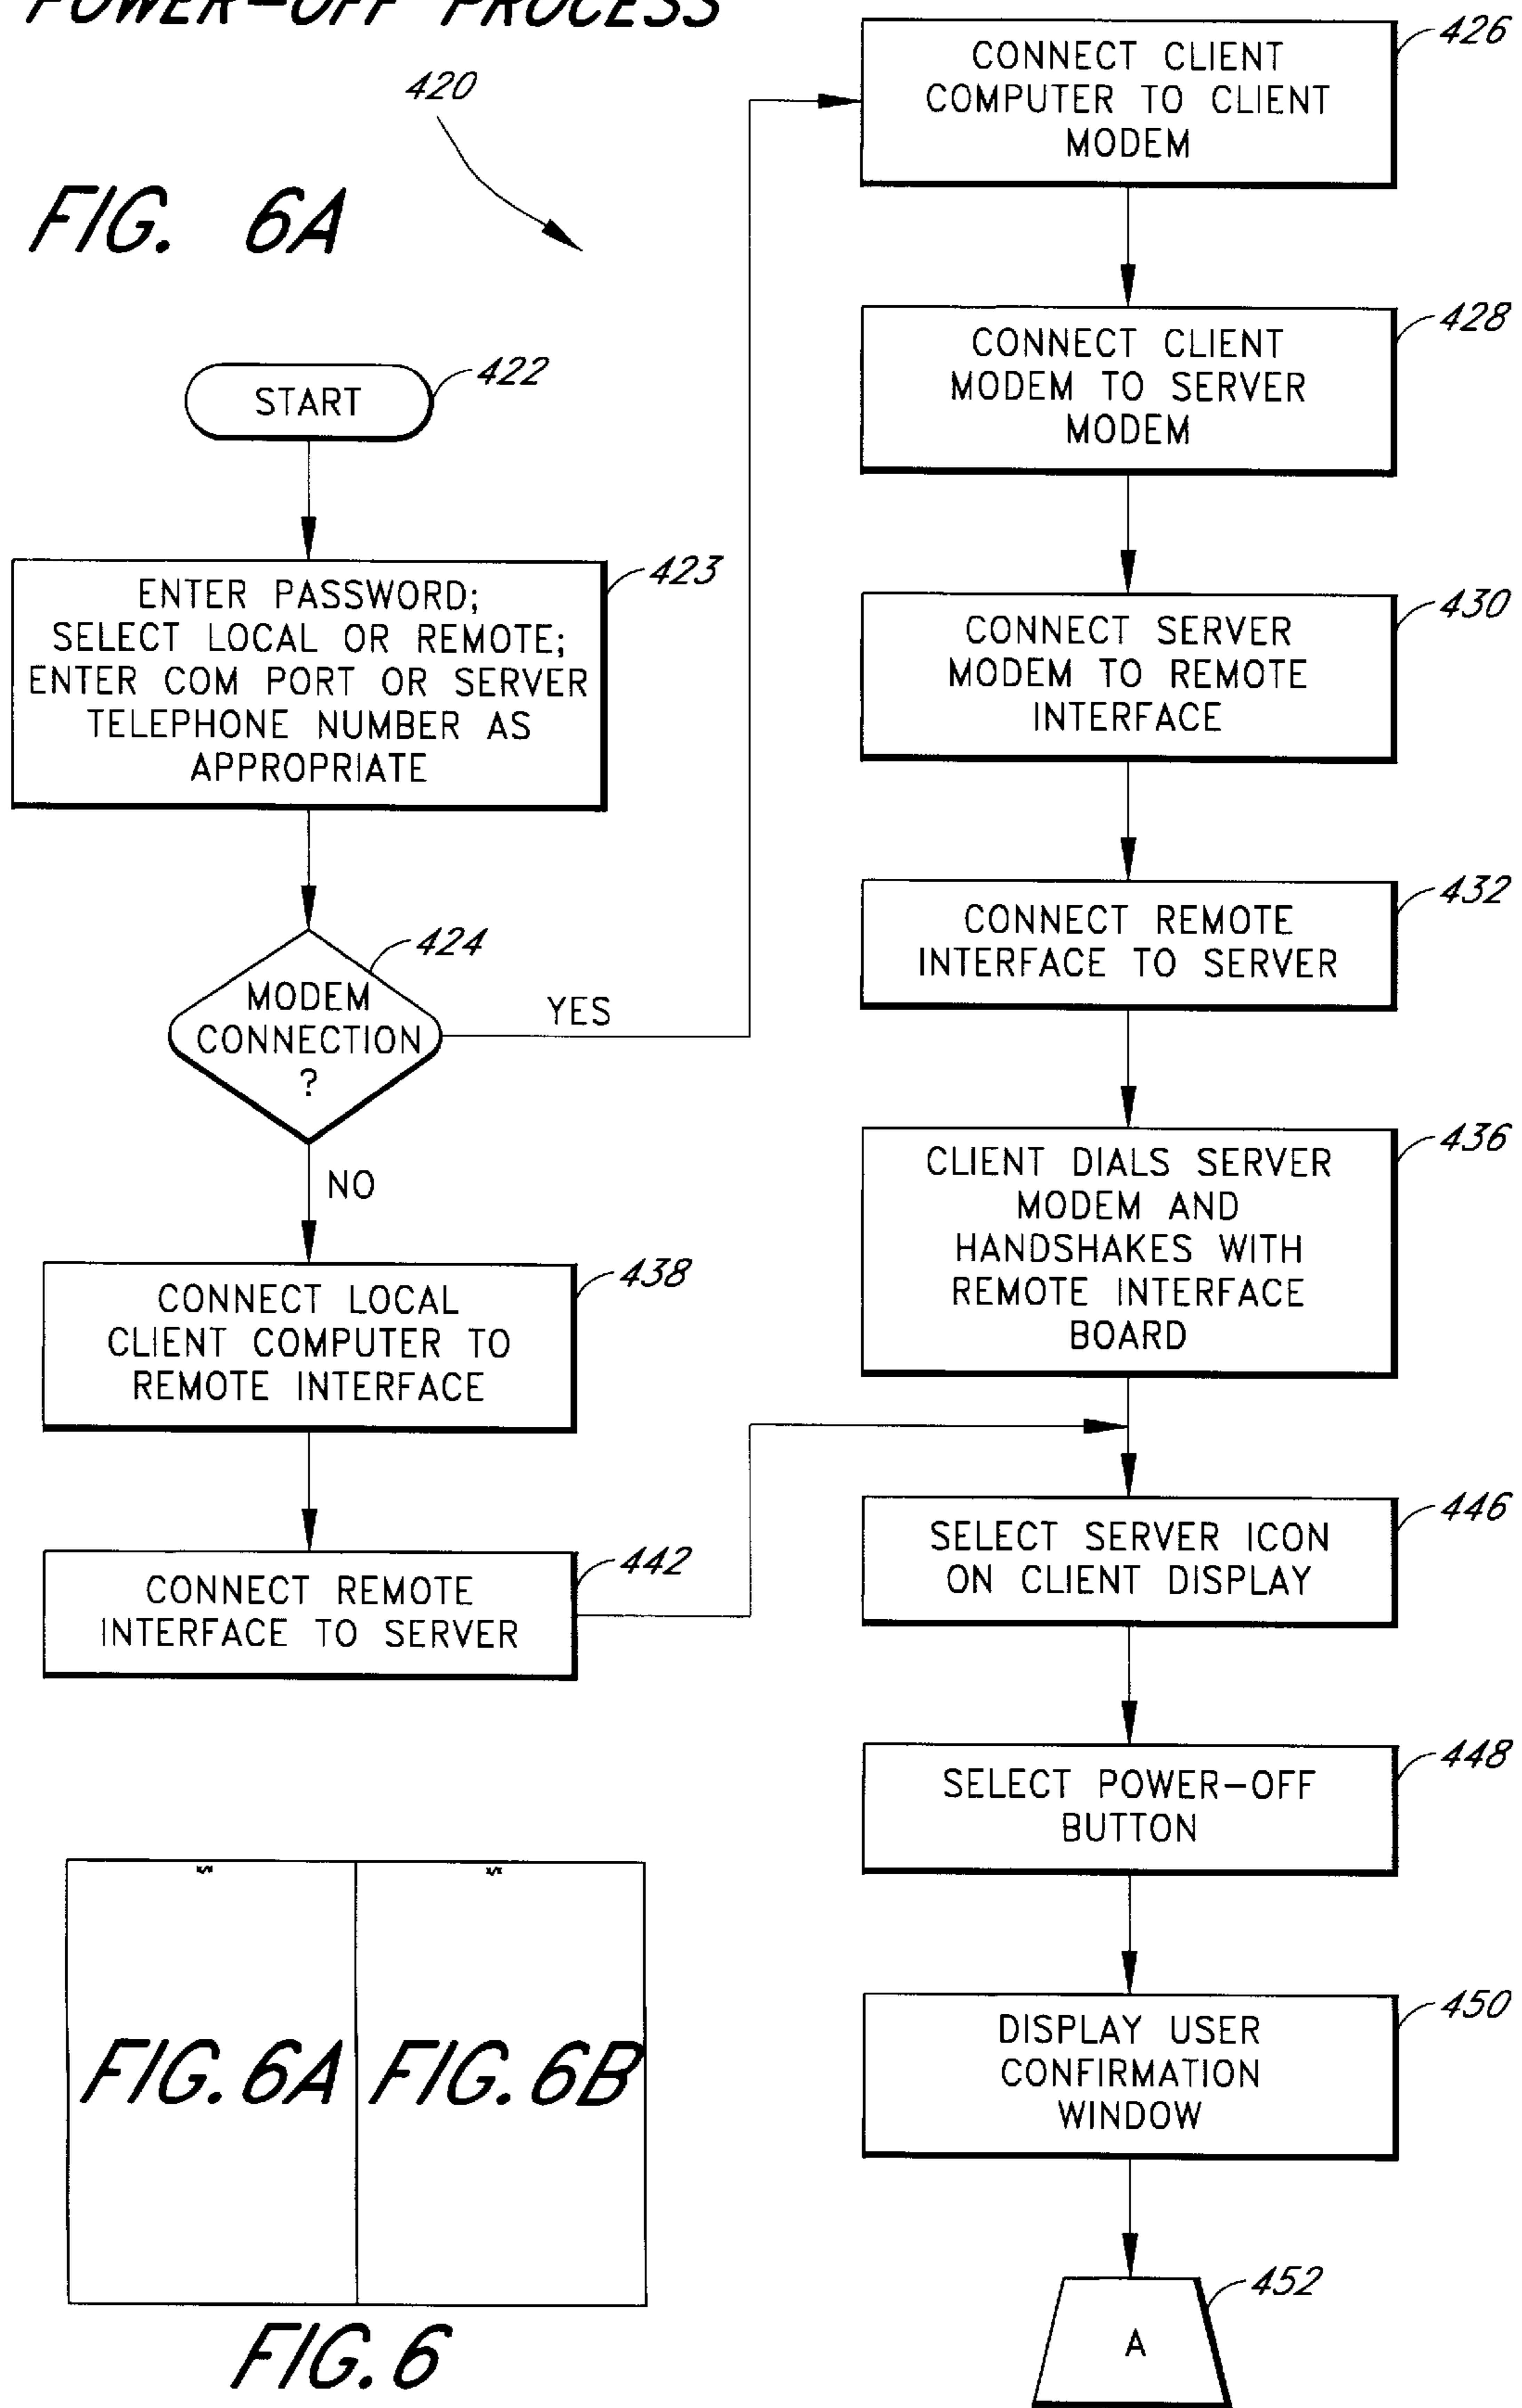 POWER-OFF PROCESS
420
FIG. 6A
START
422
ENTER PASSWORD;
SELECT LOCAL OR REMOTE;
ENTER COM PORT OR SERVER
TELEPHONE NUMBER AS
APPROPRIATE
423
MODEM
CONNECTION
?
424
YES
NO
CONNECT LOCAL
CLIENT COMPUTER TO
REMOTE INTERFACE
438
CONNECT REMOTE
INTERFACE TO SERVER
442
CONNECT CLIENT
COMPUTER TO CLIENT
MODEM
426
CONNECT CLIENT
MODEM TO SERVER
MODEM
428
CONNECT SERVER
MODEM TO REMOTE
INTERFACE
430
CONNECT REMOTE
INTERFACE TO SERVER
432
CLIENT DIALS SERVER
MODEM AND
HANDSHAKES WITH
REMOTE INTERFACE
BOARD
436
SELECT SERVER ICON
ON CLIENT DISPLAY
446
SELECT POWER-OFF
BUTTON
448
DISPLAY USER
CONFIRMATION
WINDOW
450
A
452
FIG. 6A
FIG. 6B
FIG. 6